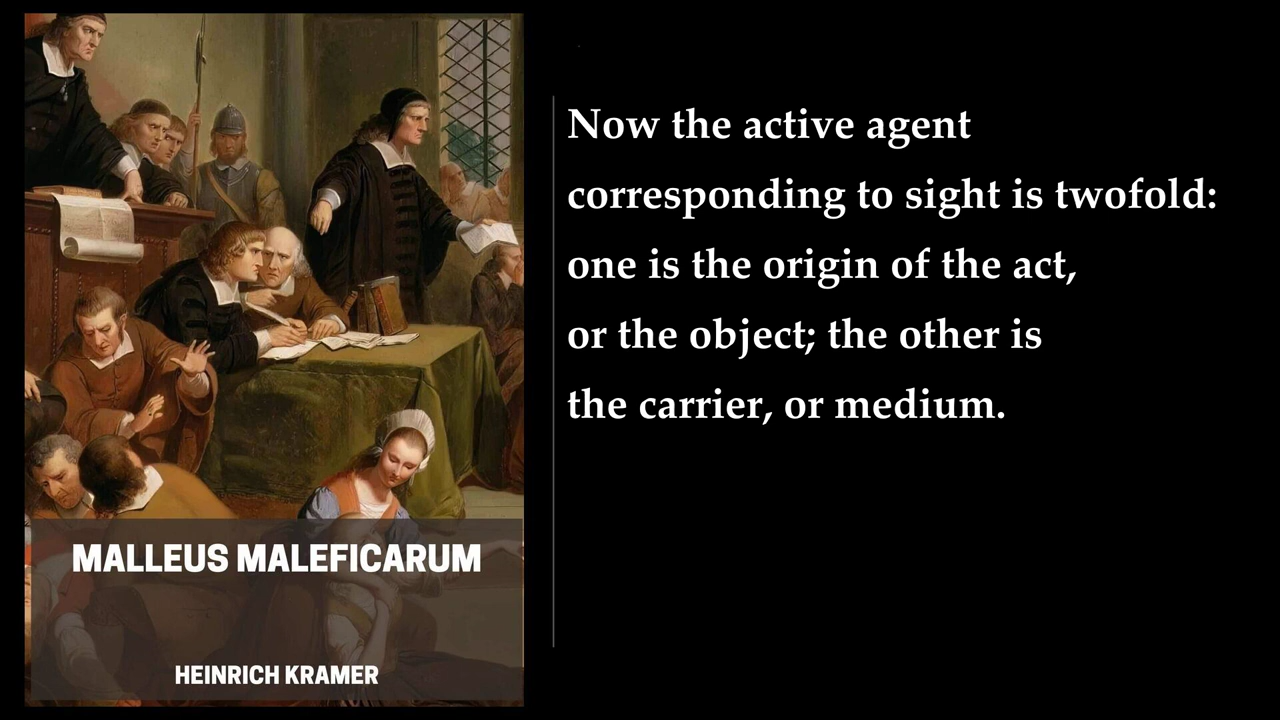 MALLEUS MALEFICARUM
HEINRICH KRAMER
Now the active agent
corresponding to sight is twofold:
one is the origin of the act,
or the object; the other is
the carrier, or medium.